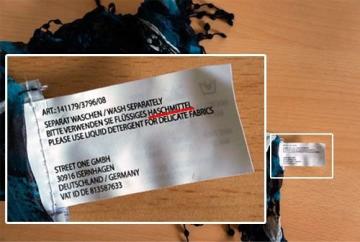 ART.:141179/3796/08
SEPARAT WASCHEN / WASH SEPARATELY
BITTE VERWENDEN SIE FLÜSSIGES HASCHMITTEL
PLEASE USE LIQUID DETERGENT FOR DELICATE FABRICS
STREET ONE GMBH
30916 ISERNHAGEN
DEUTSCHLAND / GERMANY
VAT ID DE 813587633